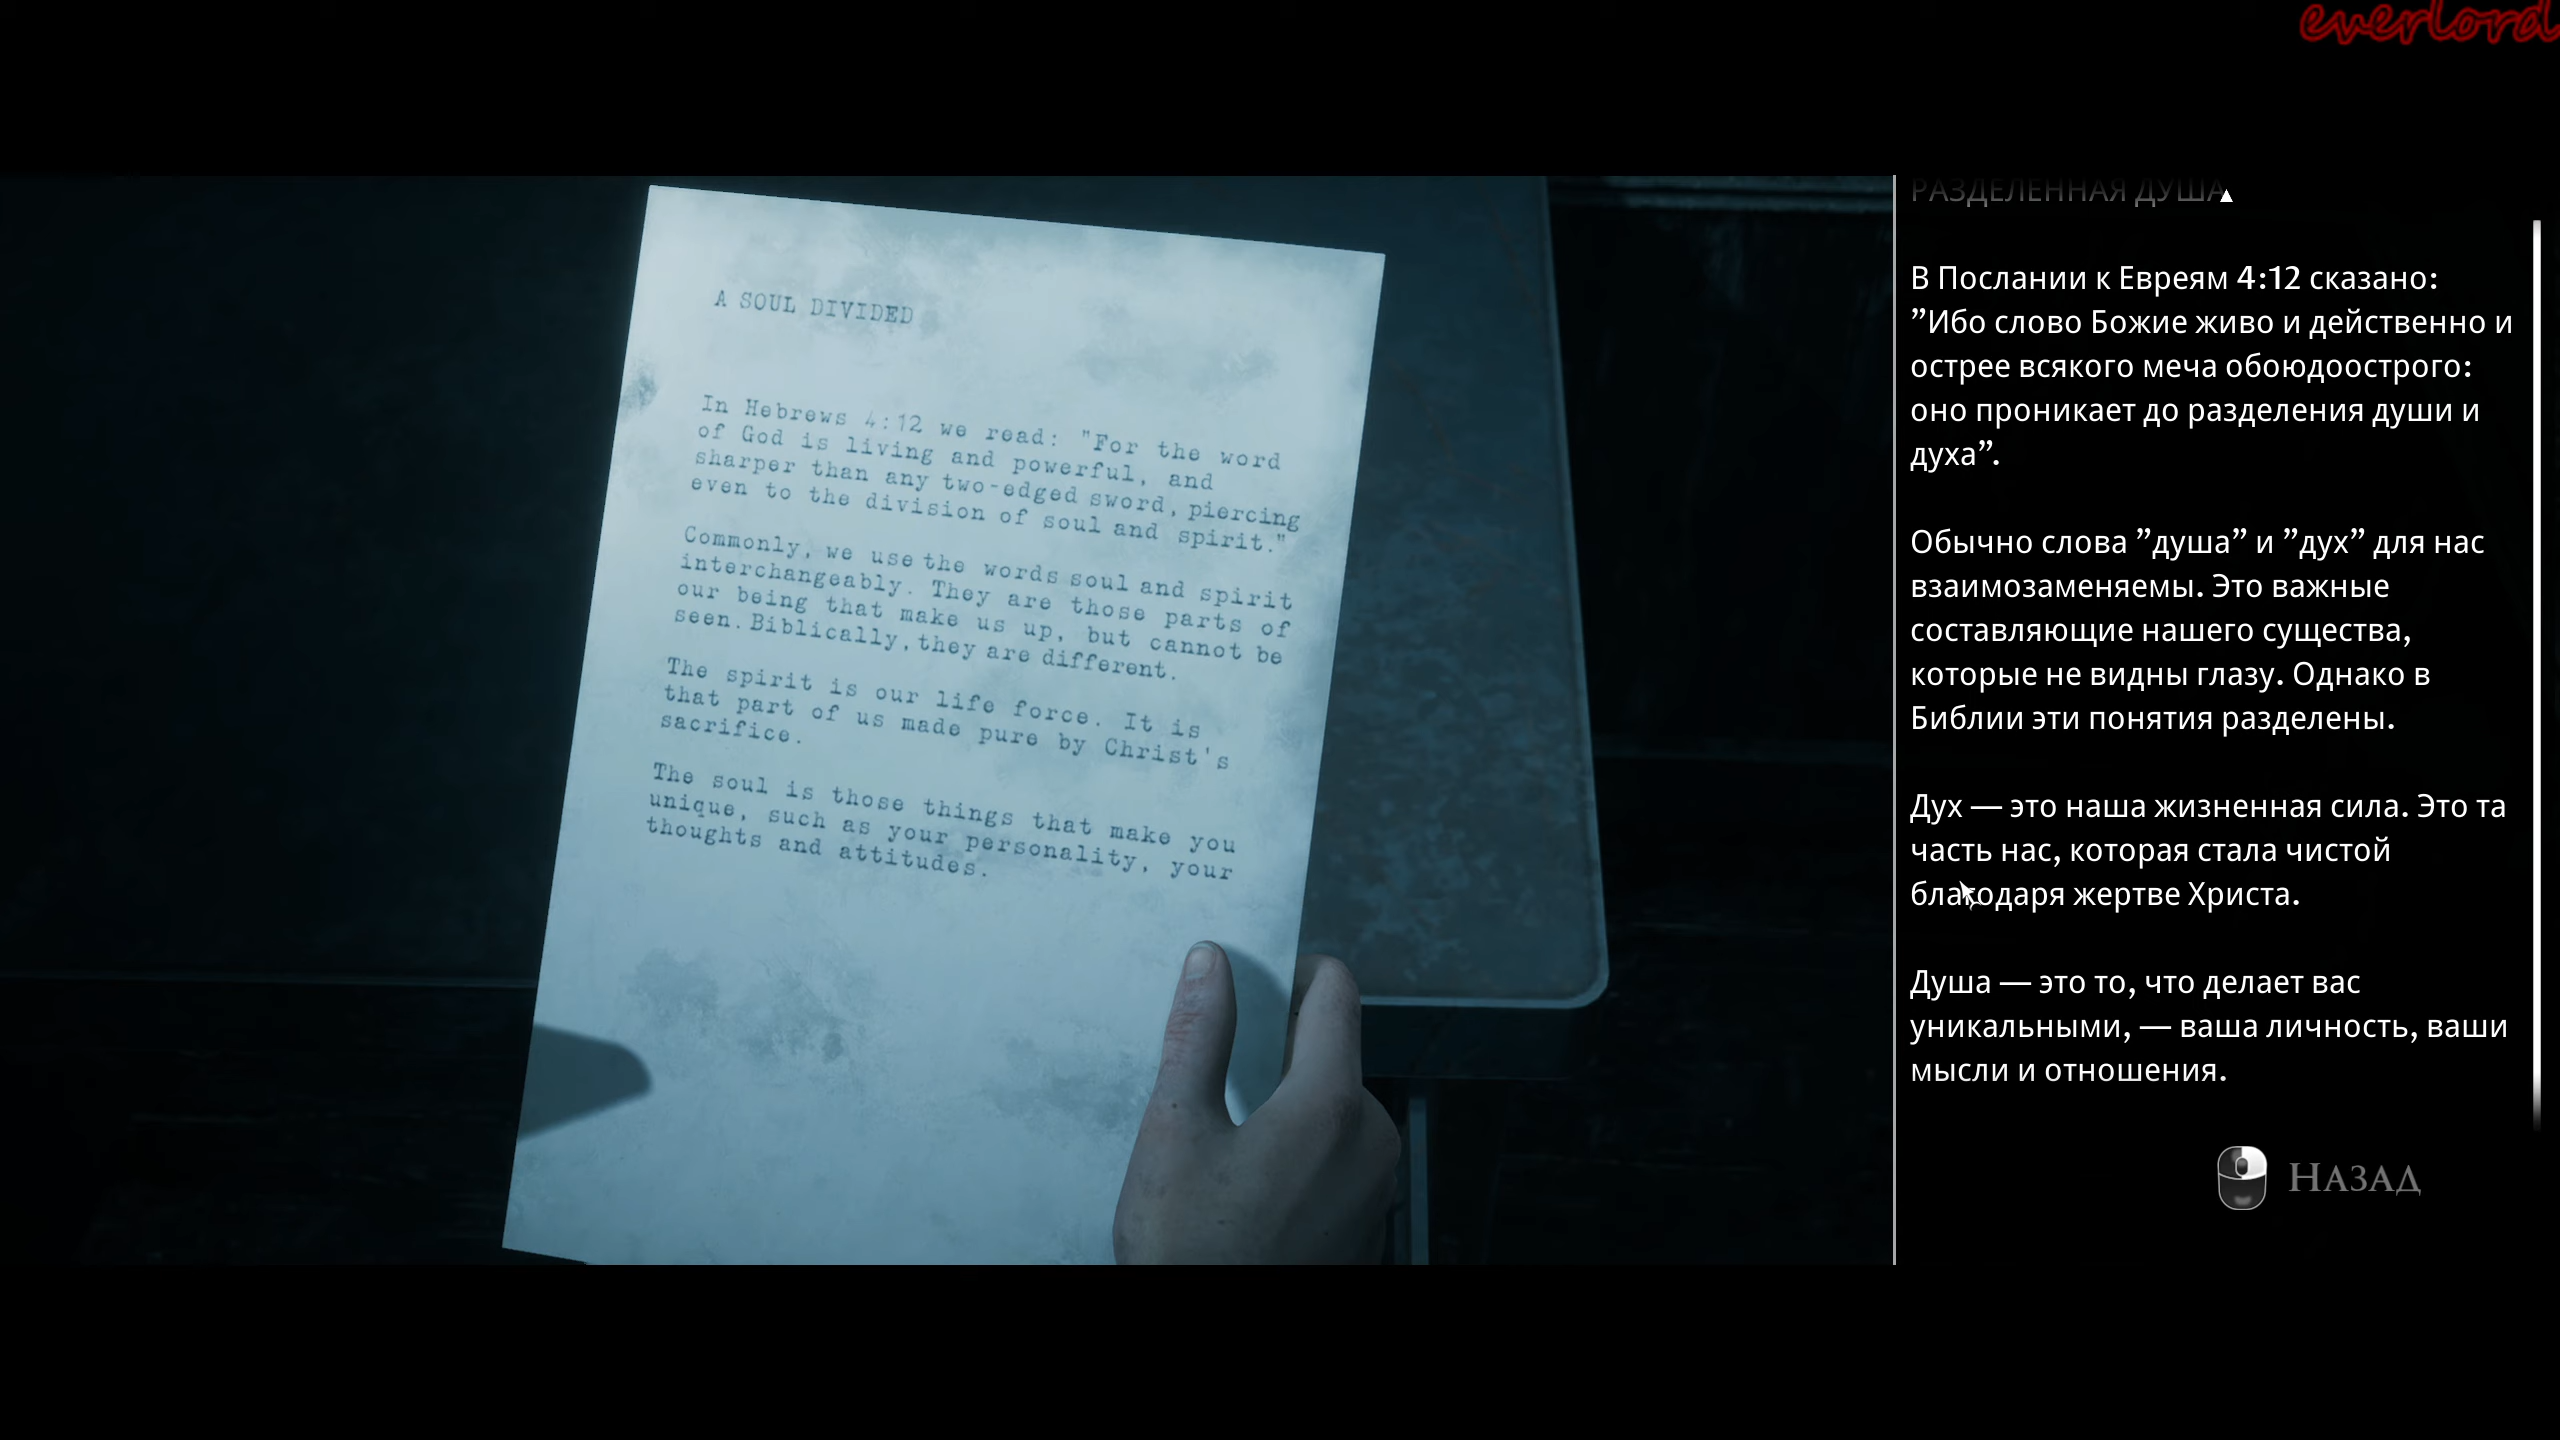 everlord
A SOUL DIVIDED
In Hebrews 4:12 we read: "For the word
of God is living and powerful, and
sharper than any two-edged sword, piercing
even to the division of soul and spirit."
Commonly, we use the words soul and spirit
interchangeably. They are those parts of
our being that make us up, but cannot be
seen. Biblically, they are different.
The spirit is our life force. It is
that part of us made pure by Christ's
sacrifice.
The soul is those things that make you
unique, such as your personality, your
thoughts and attitudes.
РАЗДЕЛЕННАЯ ДУША
В Послании к Евреям 4:12 сказано:
”Ибо слово Божие живо и действенно и
острее всякого меча обоюдоострого:
оно проникает до разделения души и
духа”.
Обычно слова ”душа” и ”дух” для нас
взаимозаменяемы. Это важные
составляющие нашего существа,
которые не видны глазу. Однако в
Библии эти понятия разделены.
Дух — это наша жизненная сила. Это та
часть нас, которая стала чистой
благодаря жертве Христа.
Душа — это то, что делает вас
уникальными, — ваша личность, ваши
мысли и отношения.
НАЗАД